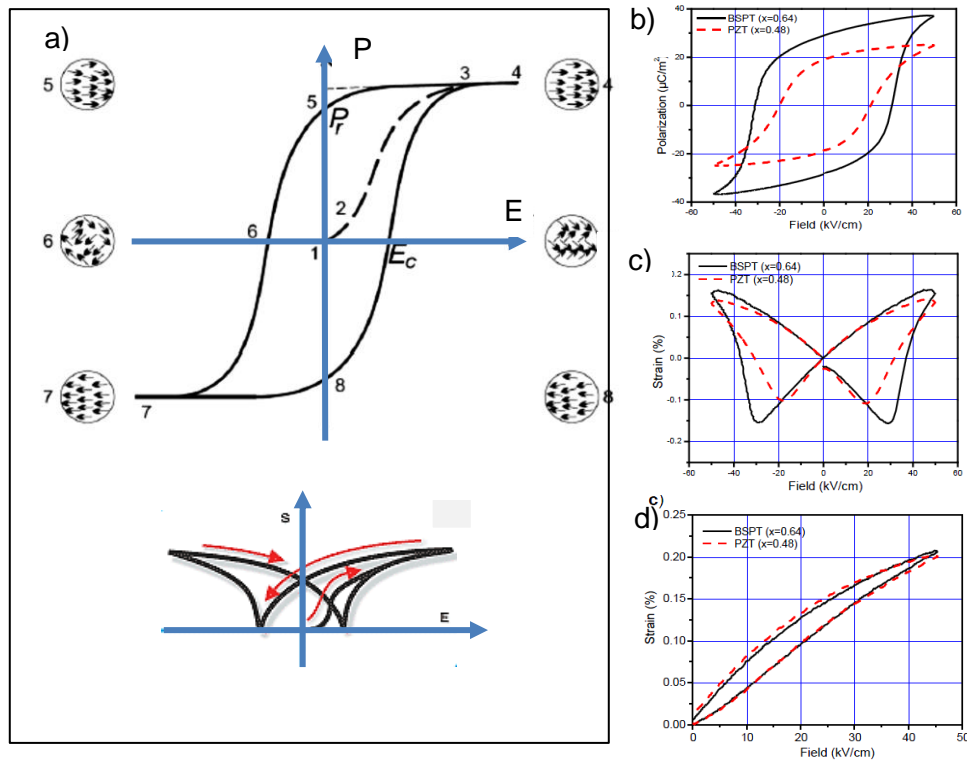 a)
P
5
3
4
4
5
Pr
2
E
6
6
1
Ec
8
7
7
8
S
E
b)
BSPT (x=0.64)
PZT (x=0.48)
Polarization (µC/m²)
40
20
0
-20
-40
-60 -40 -20 0 20 40 60
Field (kV/cm)
c)
BSPT (x=0.64)
PZT (x=0.48)
Strain (%)
0.2
0.1
0.0
-0.1
-0.2
-60 -40 -20 0 20 40 60
Field (kV/cm)
c)
d)
BSPT (x=0.64)
PZT (x=0.48)
Strain (%)
0.25
0.20
0.15
0.10
0.05
0.00
0 10 20 30 40 50
Field (kV/cm)